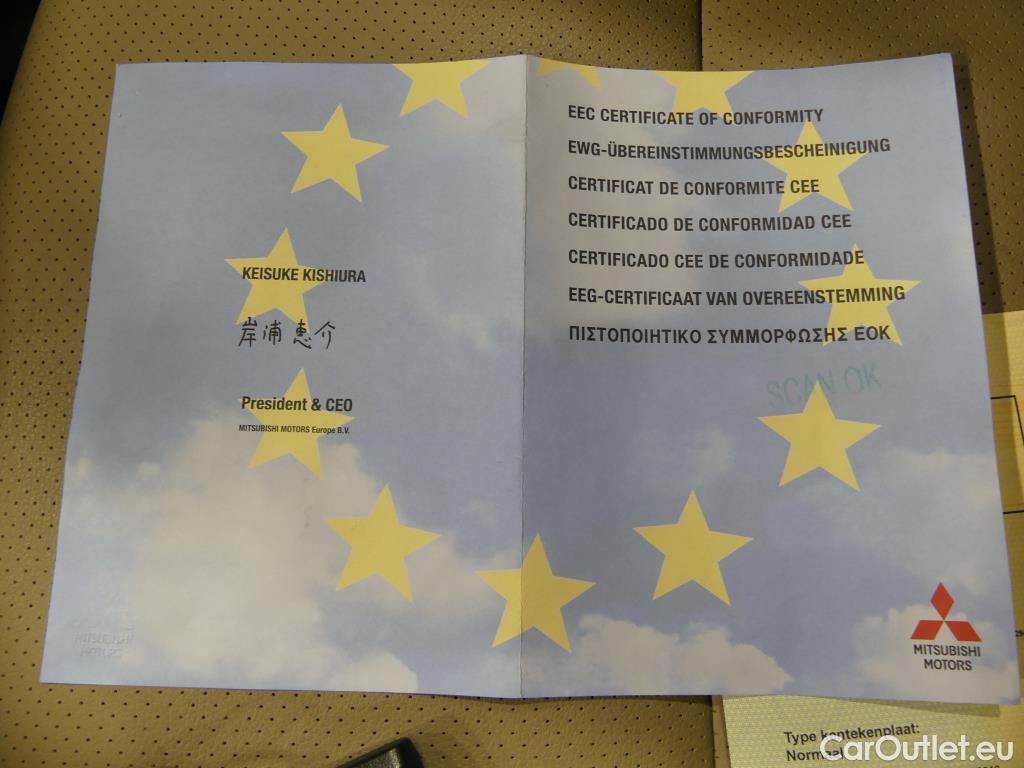 KEISUKE KISHIURA
岸浦 恵介
President & CEO
MITSUBISHI MOTORS Europe B.V.
EEC CERTIFICATE OF CONFORMITY
EWG-ÜBEREINSTIMMUNGSBESCHEINIGUNG
CERTIFICAT DE CONFORMITE CEE
CERTIFICADO DE CONFORMIDAD CEE
CERTIFICADO CEE DE CONFORMIDADE
EEG-CERTIFICAAT VAN OVEREENSTEMMING
ΠΙΣΤΟΠΟΙΗΤΙΚΟ ΣΥΜΜΟΡΦΩΣΗΣ ΕΟΚ
SCAN OK
MITSUBISHI
MOTORS
Type kentekenplaat:
CarOutlet.eu